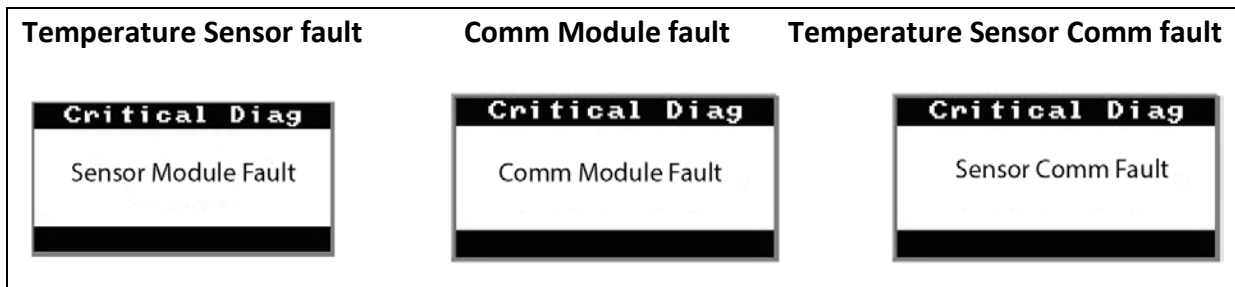 Temperature Sensor fault
Comm Module fault
Temperature Sensor Comm fault
Critical Diag
Sensor Module Fault
Critical Diag
Comm Module Fault
Critical Diag
Sensor Comm Fault